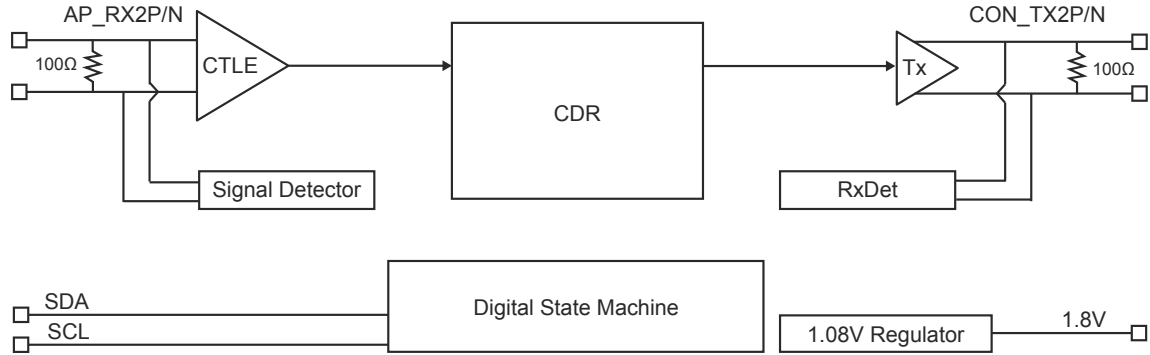 AP_RX2P/N
CON_TX2P/N
100Ω
CTLE
CDR
Tx
100Ω
Signal Detector
RxDet
SDA
SCL
Digital State Machine
1.08V Regulator
1.8V